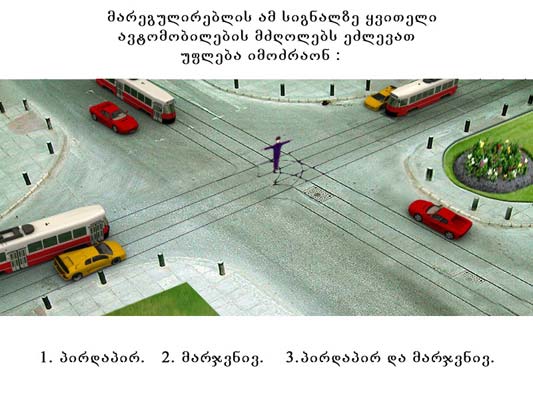 მარეგულირებლის ამ სიგნალზე ყვითელი
ავტომობილების მძღოლებს ეძლევათ
უფლება იმოძრაონ :
1. პირდაპირ. 2. მარჯვნივ. 3.პირდაპირ და მარჯვნივ.